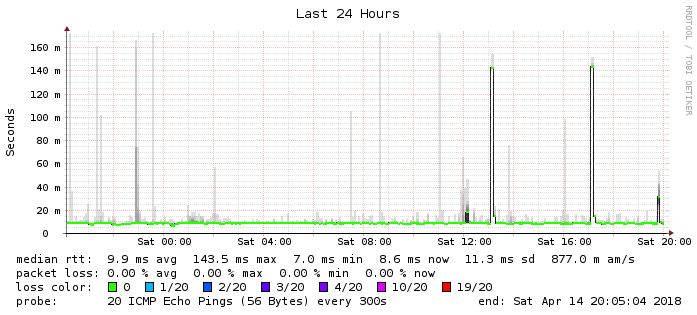 Last 24 Hours
RRDTOOL / TOBI OETIKER
Seconds
160 m
140 m
120 m
100 m
80 m
60 m
40 m
20 m
0
Sat 00:00 Sat 04:00 Sat 08:00 Sat 12:00 Sat 16:00 Sat 20:00
median rtt: 9.9 ms avg 143.5 ms max 7.0 ms min 8.6 ms now 11.3 ms sd 877.0 m am/s
packet loss: 0.00 % avg 0.00 % max 0.00 % min 0.00 % now
loss color: 0 1/20 2/20 3/20 4/20 10/20 19/20
probe: 20 ICMP Echo Pings (56 Bytes) every 300s end: Sat Apr 14 20:05:04 2018